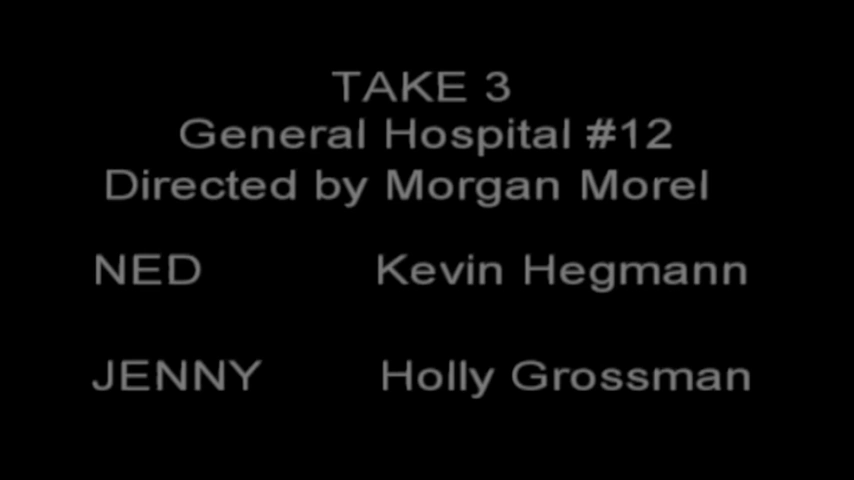 TAKE 3
General Hospital #12
Directed by Morgan Morel
NED Kevin Hegmann
JENNY Holly Grossman